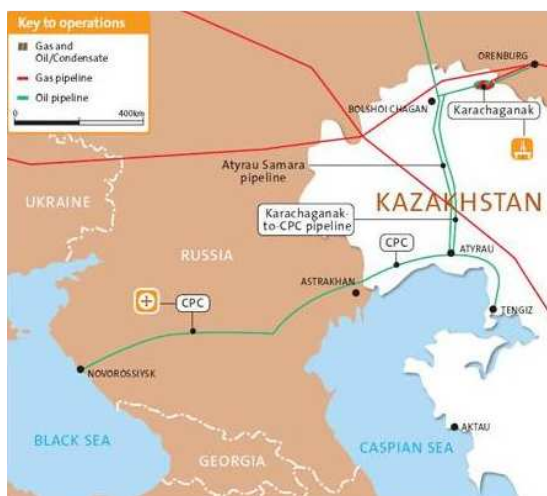 Key to operations
Gas and
Oil/Condensate
Gas pipeline
Oil pipeline
0
400km
ORENBURG
BOLSHOI CHAGAN
Karachaganak
Atyrau Samara
pipeline
UKRAINE
KAZAKHSTAN
Karachaganak-
to-CPC pipeline
RUSSIA
CPC
ATYRAU
ASTRAKHAN
CPC
TENGIZ
NOVOROSSIYSK
AKTAU
BLACK SEA
CASPIAN SEA
GEORGIA